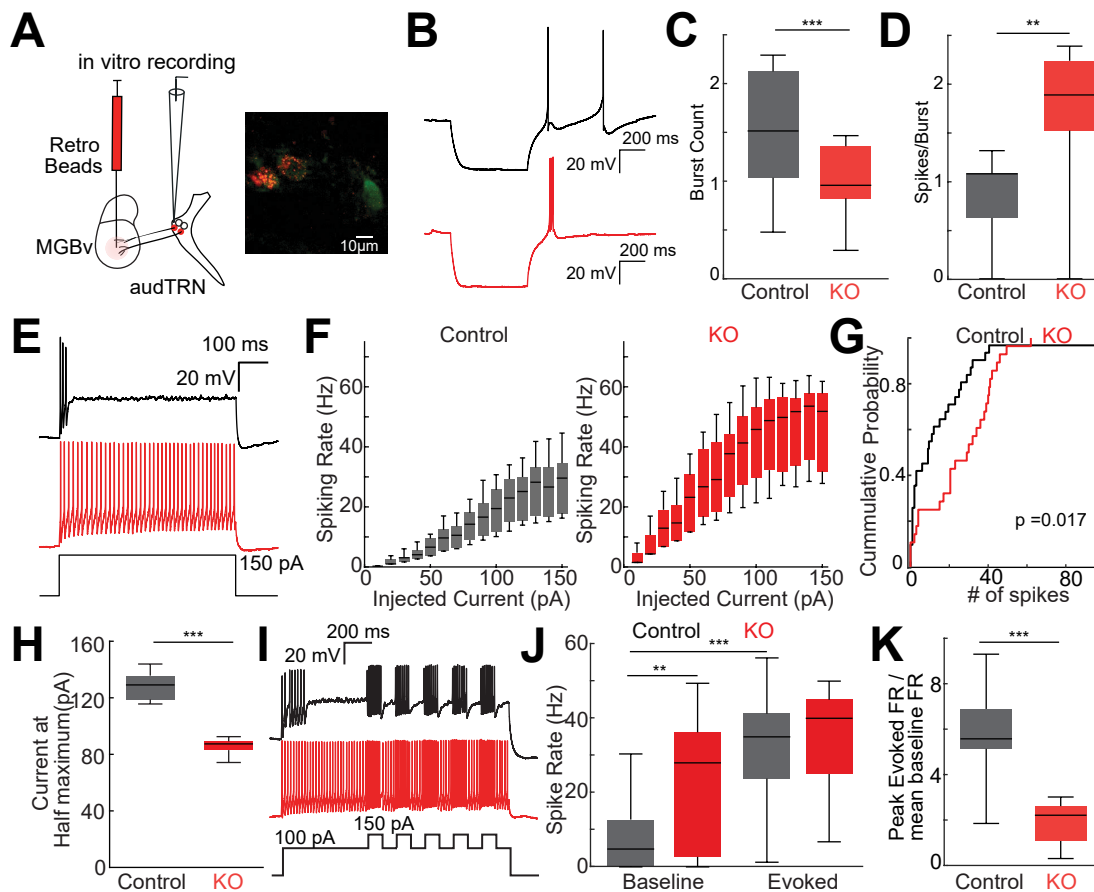 A
in vitro recording
Retro
Beads
MGBv
audTRN
10µm
B
200 ms
20 mV
200 ms
20 mV
C
***
2
1
0
Burst Count
Control KO
D
**
2
1
0
Spikes/Burst
Control KO
E
100 ms
20 mV
150 pA
F
Control
60
40
20
0
Spiking Rate (Hz)
0 50 100 150
Injected Current (pA)
KO
60
40
20
0
Spiking Rate (Hz)
0 50 100 150
Injected Current (pA)
G
Control KO
0.8
0.4
0
Cummulative Probability
p =0.017
0 40 80
# of spikes
H
***
160
120
80
40
0
Current at
Half maximum(pA)
Control KO
I
200 ms
20 mV
100 pA
150 pA
J
Control KO
***
**
60
40
20
0
Spike Rate (Hz)
Baseline Evoked
K
***
8
4
0
Peak Evoked FR /
mean baseline FR
Control KO